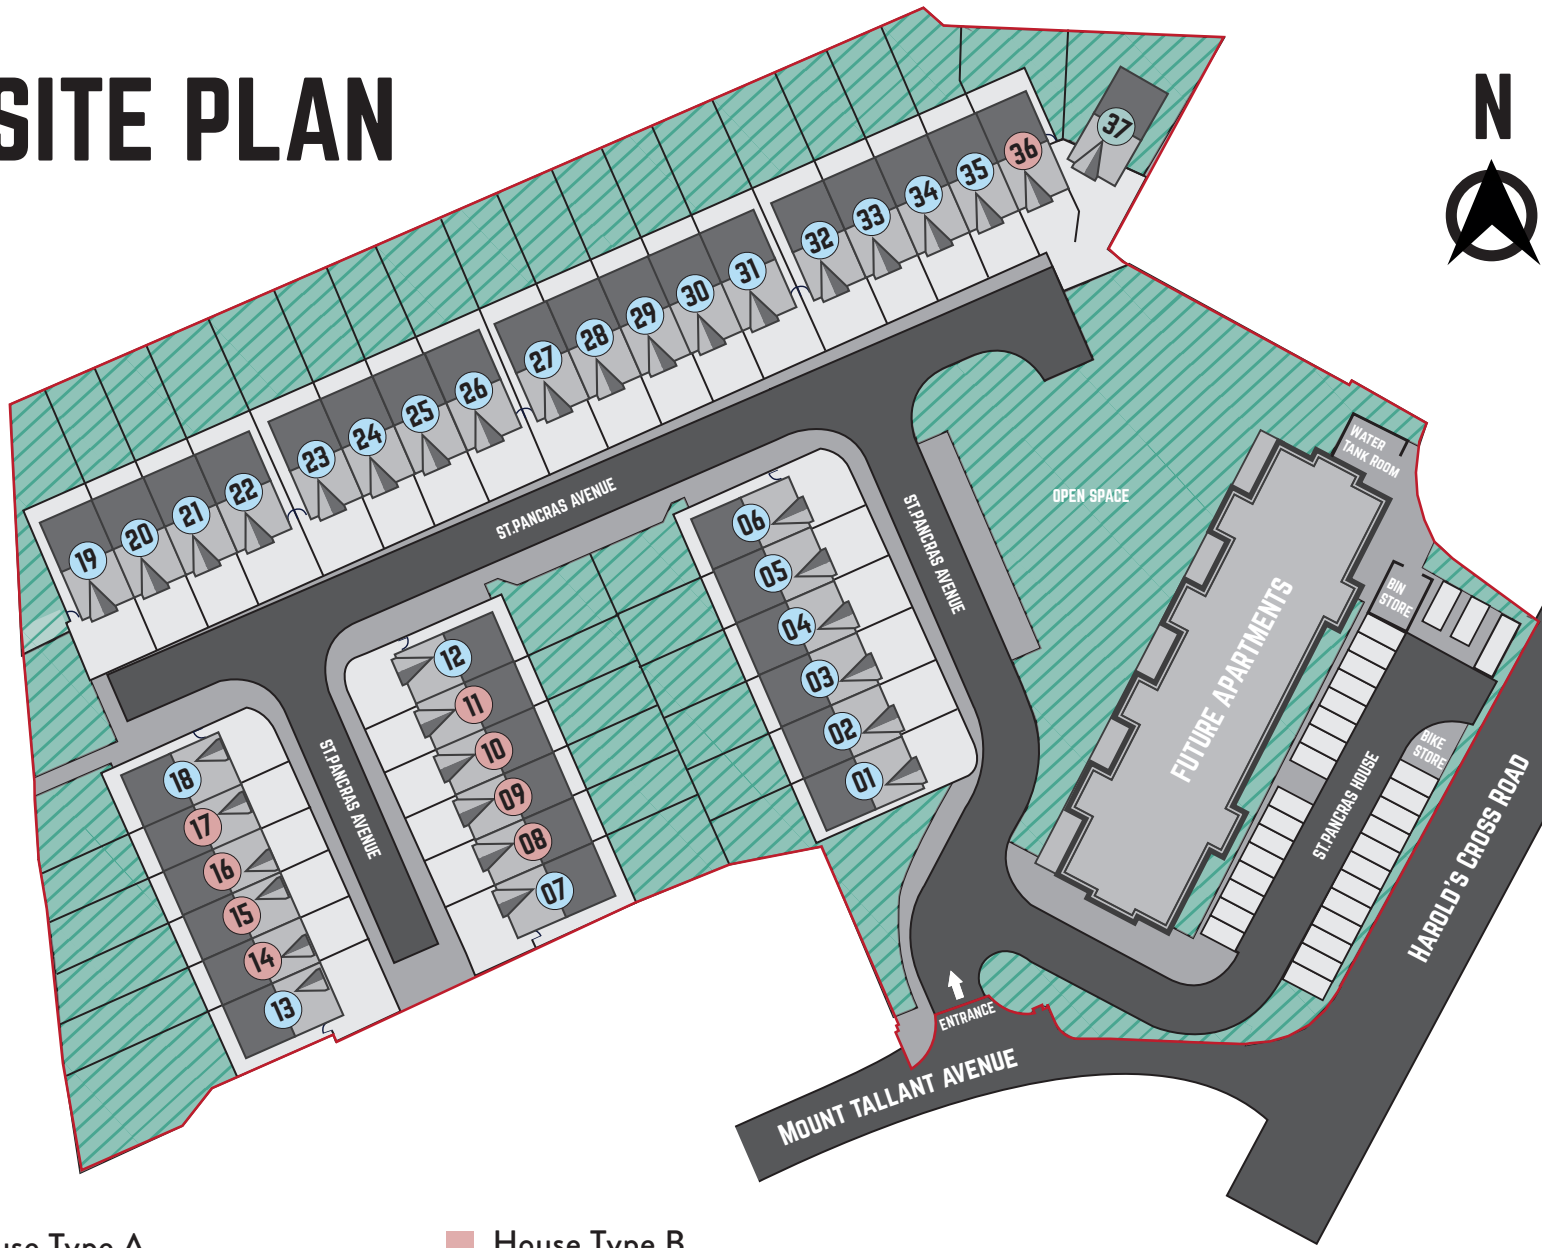 SITE PLAN
N
37
36
35
34
33
32
31
30
29
28
27
26
25
24
23
22
21
20
19
ST.PANCRAS AVENUE
06
05
04
03
02
01
ST.PANCRAS AVENUE
OPEN SPACE
WATER
TANK ROOM
BIN
STORE
FUTURE APARTMENTS
BIKE
STORE
ST.PANCRAS HOUSE
HAROLD'S CROSS ROAD
12
11
10
09
08
07
ST.PANCRAS AVENUE
18
17
16
15
14
13
ENTRANCE
MOUNT TALLANT AVENUE
use Type A
House Type B